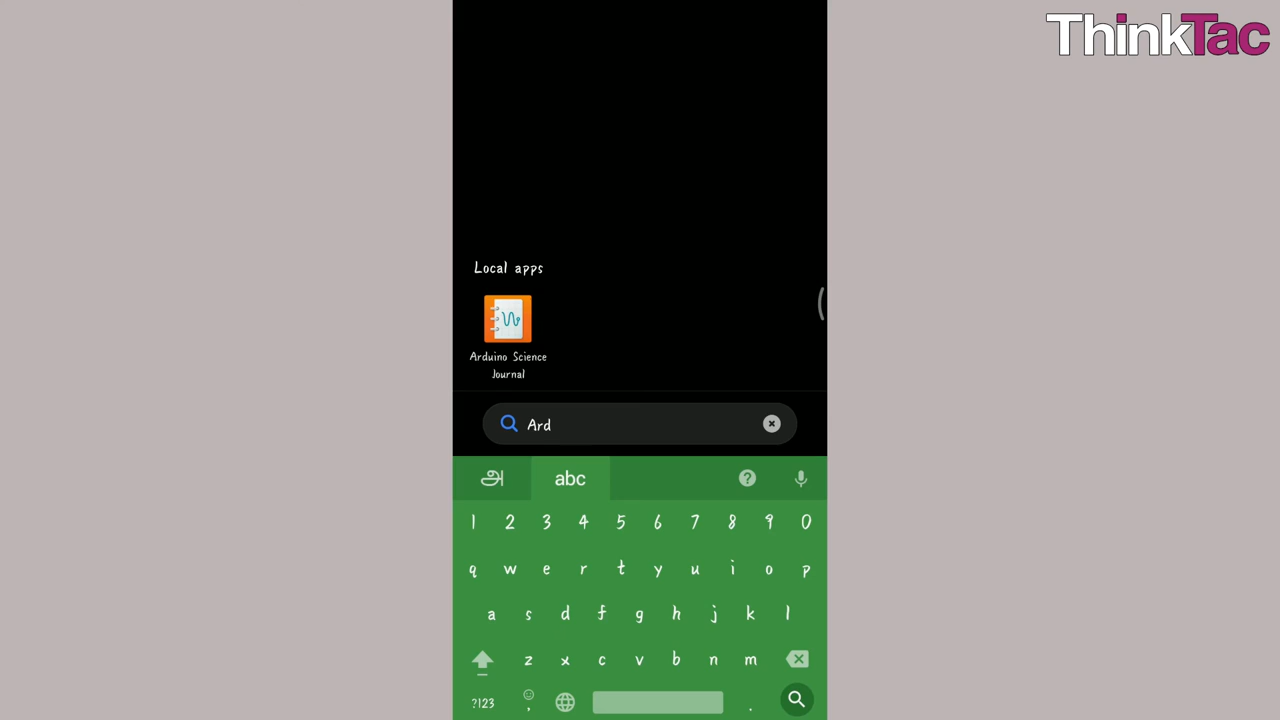 ThinkTac
Local apps
Arduino Science
Journal
Ard
அ abc ?
1 2 3 4 5 6 7 8 9 0
q w e r t y u i o p
a s d f g h j k l
z x c v b n m
?123 , .